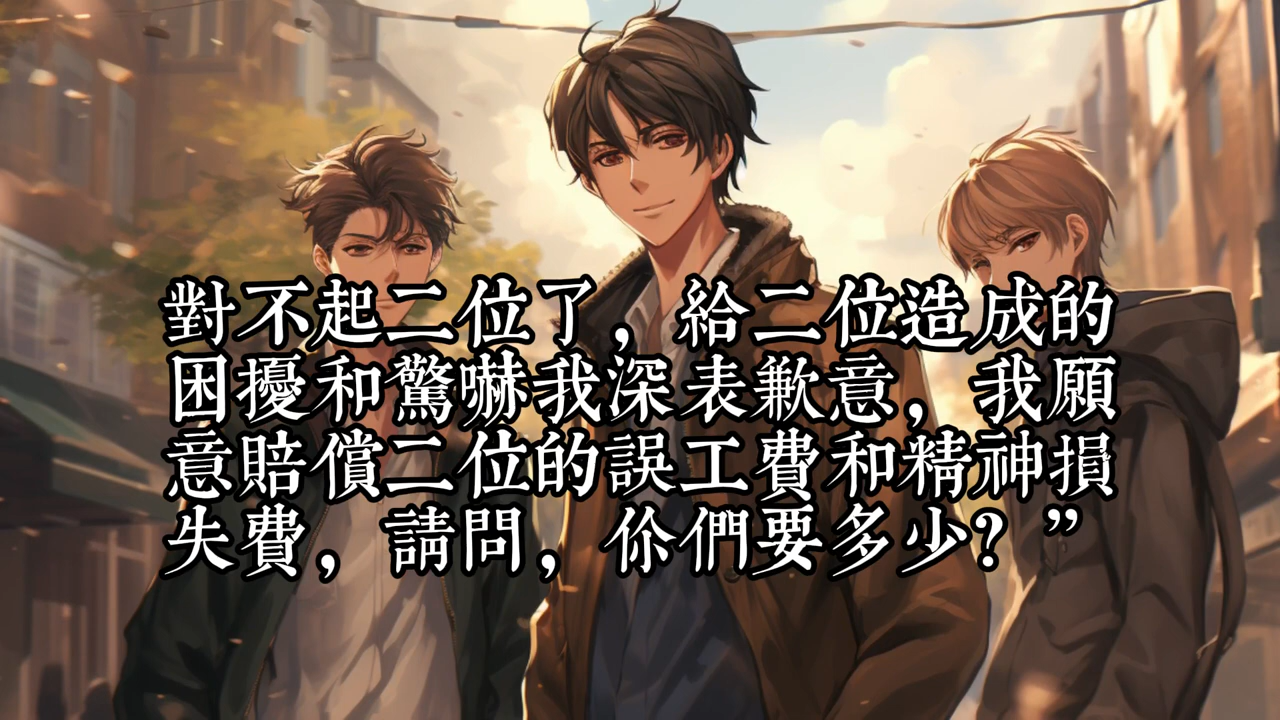 對不起二位了，給二位造成的
困擾和驚嚇我深表歉意，我願
意賠償二位的誤工費和精神損
失費，請問，你們要多少？”